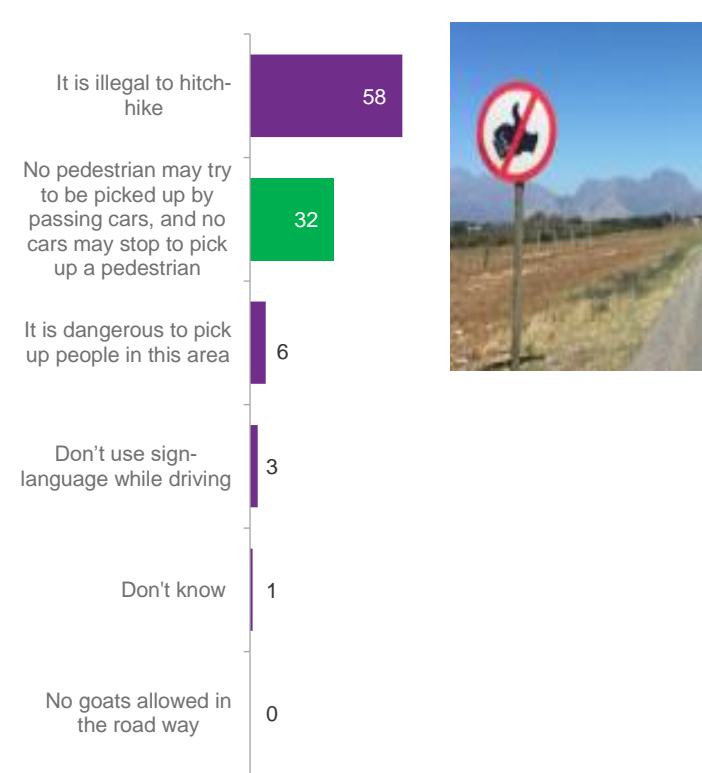 It is illegal to hitch-
hike
58
No pedestrian may try
to be picked up by
passing cars, and no
cars may stop to pick
up a pedestrian
32
It is dangerous to pick
up people in this area
6
Don’t use sign-
language while driving
3
Don't know
1
No goats allowed in
the road way
0